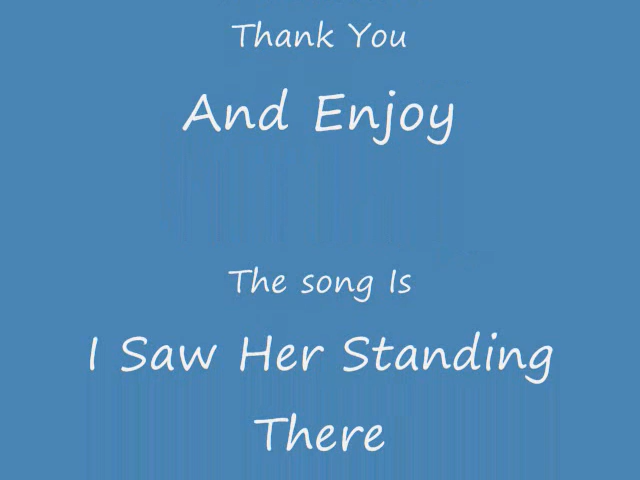 Thank You
And Enjoy
The song Is
I Saw Her Standing
There